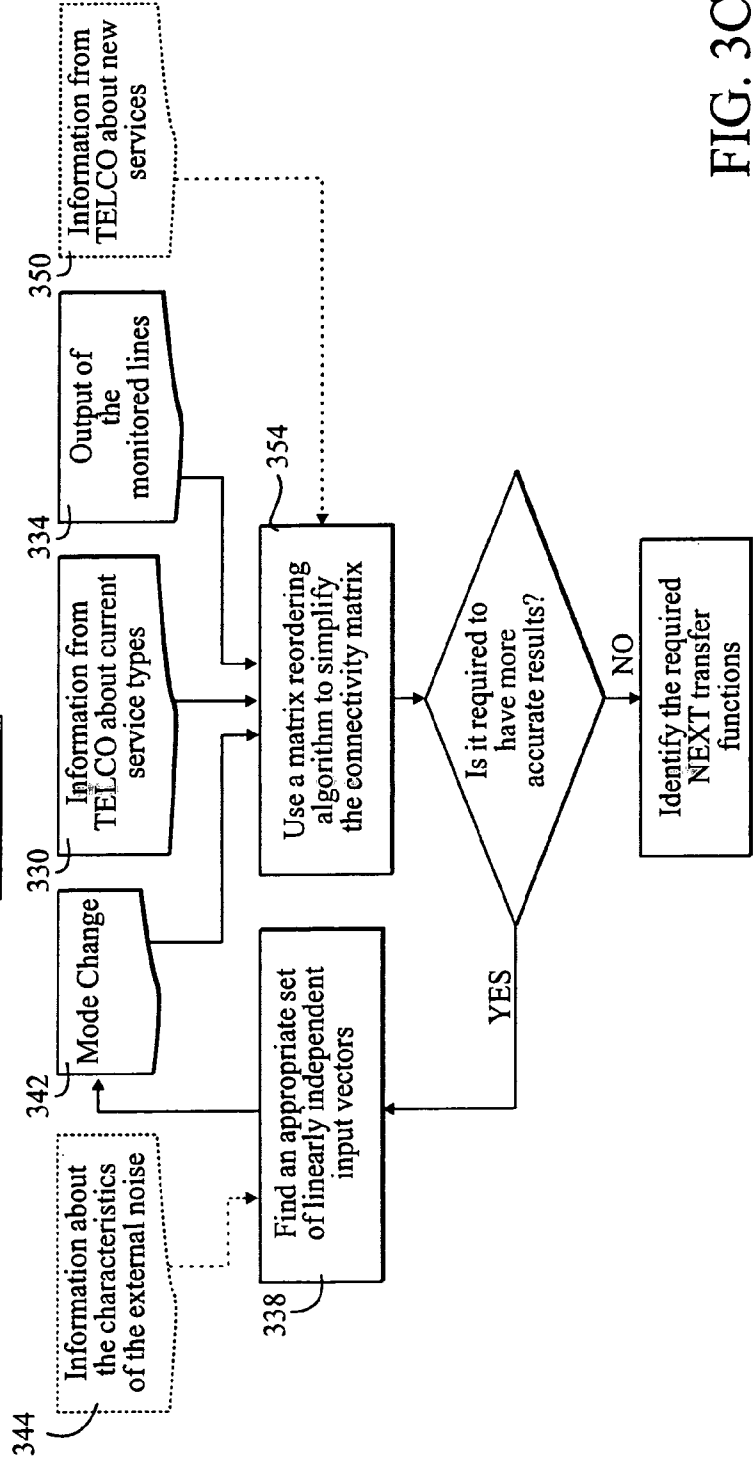 344
Information about
the characteristics
of the external noise
342
Mode Change
330
Information from
TELCO about current
service types
334
Output of
the
monitored lines
350
Information from
TELCO about new
services
338
Find an appropriate set
of linearly independent
input vectors
354
Use a matrix reordering
algorithm to simplify
the connectivity matrix
YES
Is it required to
have more
accurate results?
NO
Identify the required
NEXT transfer
functions
FIG. 3C